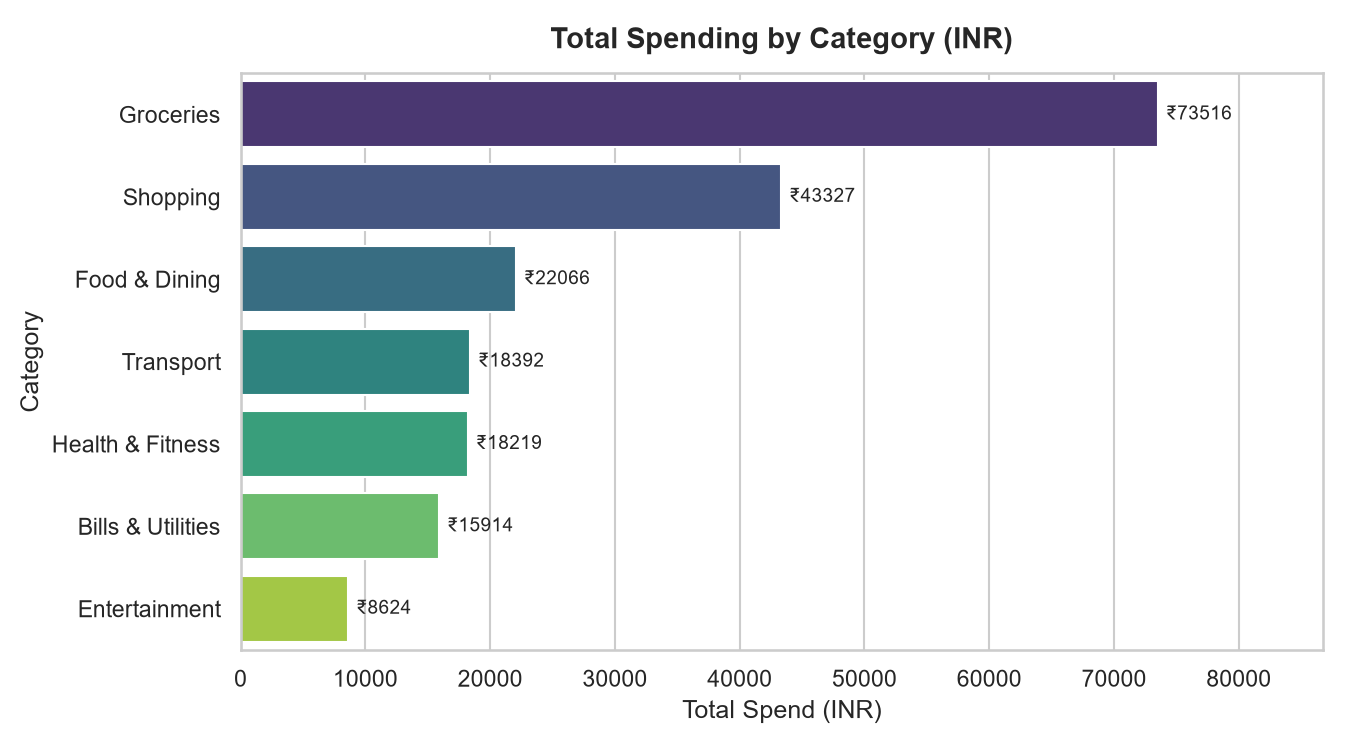 Total Spending by Category (INR)
Groceries ₹73516
Shopping ₹43327
Food & Dining ₹22066
Transport ₹18392
Health & Fitness ₹18219
Bills & Utilities ₹15914
Entertainment ₹8624
Category
0 10000 20000 30000 40000 50000 60000 70000 80000
Total Spend (INR)